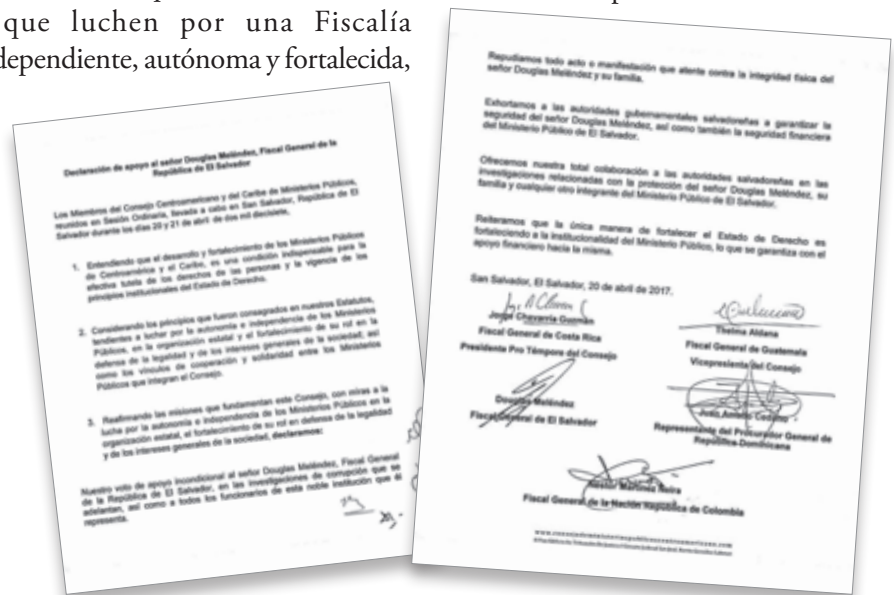 que luchen por una Fiscalía
dependiente, autónoma y fortalecida,
Declaración de apoyo al señor Douglas Meléndez, Fiscal General de la
República de El Salvador
Los Miembros del Consejo Centroamericano y del Caribe de Ministerios Públicos,
reunidos en Sesión Ordinaria, llevada a cabo en San Salvador, República de El
Salvador durante los días 20 y 21 de abril de dos mil diecisiete,
1. Entendiendo que el desarrollo y fortalecimiento de los Ministerios Públicos
de Centroamérica y el Caribe, es una condición indispensable para la
efectiva tutela de los derechos de las personas y la vigencia de los
principios institucionales del Estado de Derecho.
2. Considerando los principios que fueron consagrados en nuestros Estatutos,
tendientes a luchar por la autonomía e independencia de los Ministerios
Públicos, en la organización estatal y el fortalecimiento de su rol en la
defensa de la legalidad y de los intereses generales de la sociedad, así
como los vínculos de cooperación y solidaridad entre los Ministerios
Públicos que integran el Consejo.
3. Reafirmando las misiones que fundamentan este Consejo, con miras a la
lucha por la autonomía e independencia de los Ministerios Públicos en la
organización estatal, el fortalecimiento de su rol en defensa de la legalidad
y de los intereses generales de la sociedad, declaramos:
Nuestro voto de apoyo incondicional al señor Douglas Meléndez, Fiscal General
de la República de El Salvador, en las investigaciones de corrupción que se
adelantan, así como a todos los funcionarios de esta noble institución que él
representa.
Repudiamos todo acto o manifestación que atente contra la integridad física del
señor Douglas Meléndez y su familia.
Exhortamos a las autoridades gubernamentales salvadoreñas a garantizar la
seguridad del señor Douglas Meléndez, así como también la seguridad financiera
del Ministerio Público de El Salvador.
Ofrecemos nuestra total colaboración a las autoridades salvadoreñas en las
investigaciones relacionadas con la protección del señor Douglas Meléndez, su
familia y cualquier otro integrante del Ministerio Público de El Salvador.
Reiteramos que la única manera de fortalecer el Estado de Derecho es
fortaleciendo a la institucionalidad del Ministerio Público, lo que se garantiza con el
apoyo financiero hacia la misma.
San Salvador, El Salvador, 20 de abril de 2017.
Jorge Chavarría Guzmán
Fiscal General de Costa Rica
Presidenta Pro Témpore del Consejo
Thelma Aldana
Fiscal General de Guatemala
Vicepresidenta del Consejo
Douglas Meléndez
Fiscal General de El Salvador
Representante del Procurador General de
República Dominicana
Néstor Martínez Neira
Fiscal General de la Nación República de Colombia